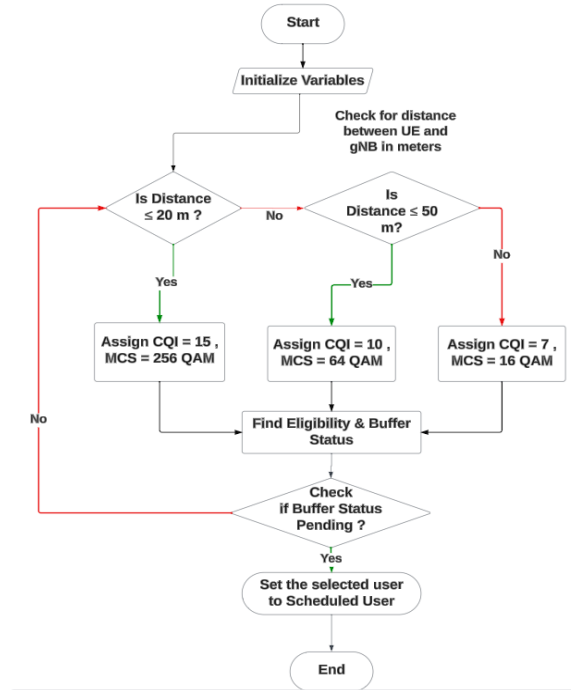 Start
Initialize Variables
Check for distance
between UE and
gNB in meters
Is Distance
≤ 20 m ?
No
Is
Distance ≤ 50
m?
No
Yes
Yes
Assign CQI = 15 ,
MCS = 256 QAM
Assign CQI = 10 ,
MCS = 64 QAM
Assign CQI = 7 ,
MCS = 16 QAM
No
Find Eligibility & Buffer
Status
Check
if Buffer Status
Pending ?
Yes
Set the selected user
to Scheduled User
End